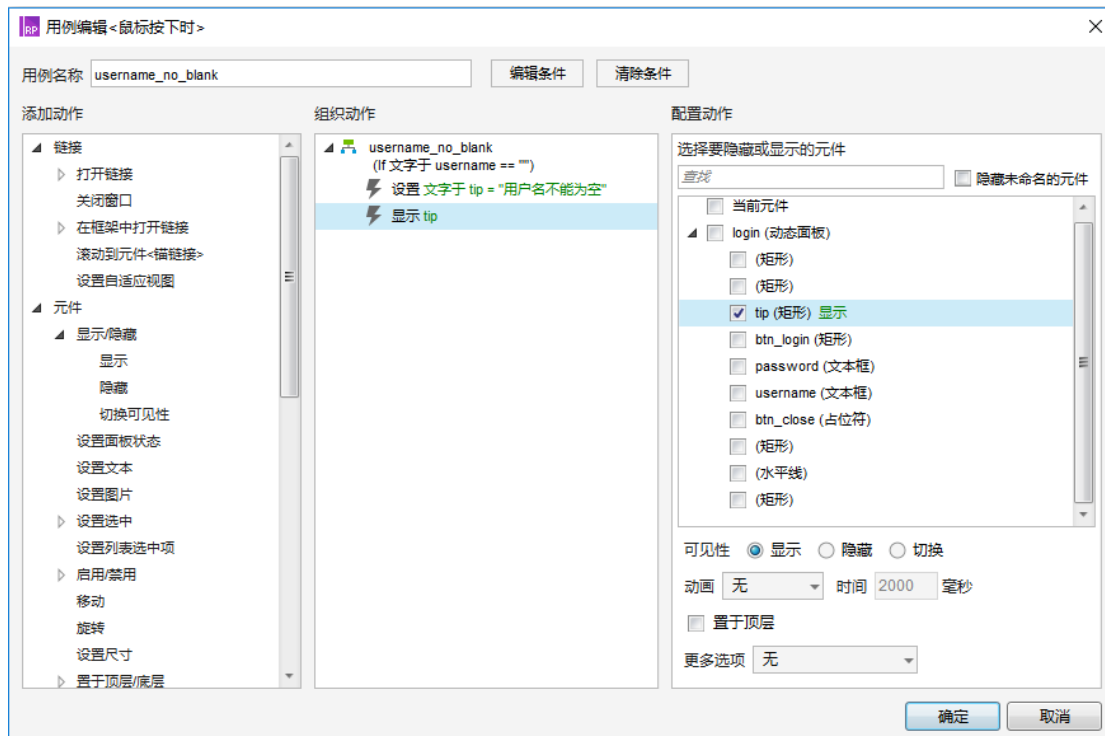 RP 用例编辑<鼠标按下时>
用例名称 username_no_blank 编辑条件 清除条件
添加动作
链接
打开链接
关闭窗口
在框架中打开链接
滚动到元件<锚链接>
设置自适应视图
元件
显示/隐藏
显示
隐藏
切换可见性
设置面板状态
设置文本
设置图片
设置选中
设置列表选中项
启用/禁用
移动
旋转
设置尺寸
置于顶层/底层
组织动作
username_no_blank
(If 文字于 username == "")
设置 文字于 tip = "用户名不能为空"
显示 tip
配置动作
选择要隐藏或显示的元件
查找 隐藏未命名的元件
当前元件
login (动态面板)
(矩形)
(矩形)
tip (矩形) 显示
btn_login (矩形)
password (文本框)
username (文本框)
btn_close (占位符)
(矩形)
(水平线)
(矩形)
可见性 显示 隐藏 切换
动画 无 时间 2000 毫秒
置于顶层
更多选项 无
确定 取消